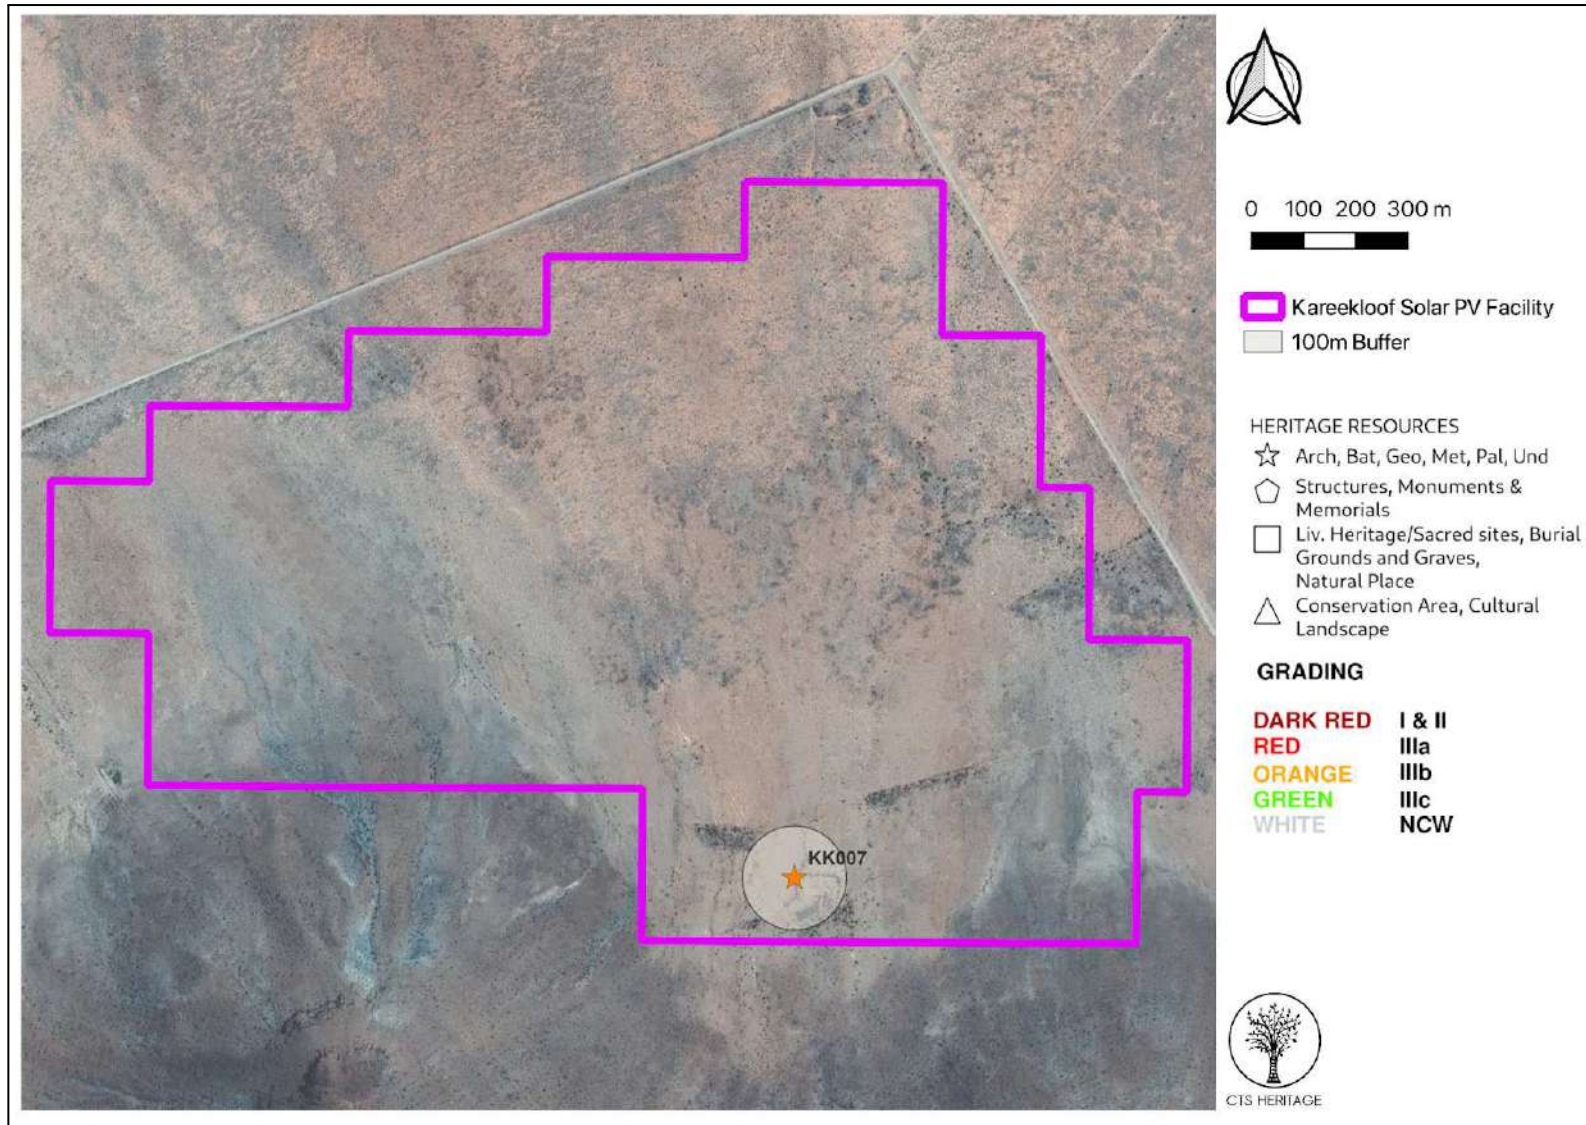 0 100 200 300 m
Kareekloof Solar PV Facility
100m Buffer
HERITAGE RESOURCES
Arch, Bat, Geo, Met, Pal, Und
Structures, Monuments &
Memorials
Liv. Heritage/Sacred sites, Burial
Grounds and Graves,
Natural Place
Conservation Area, Cultural
Landscape
GRADING
DARK RED I & II
RED IIIa
ORANGE IIIb
GREEN IIIc
WHITE NCW
KK007
CTS HERITAGE